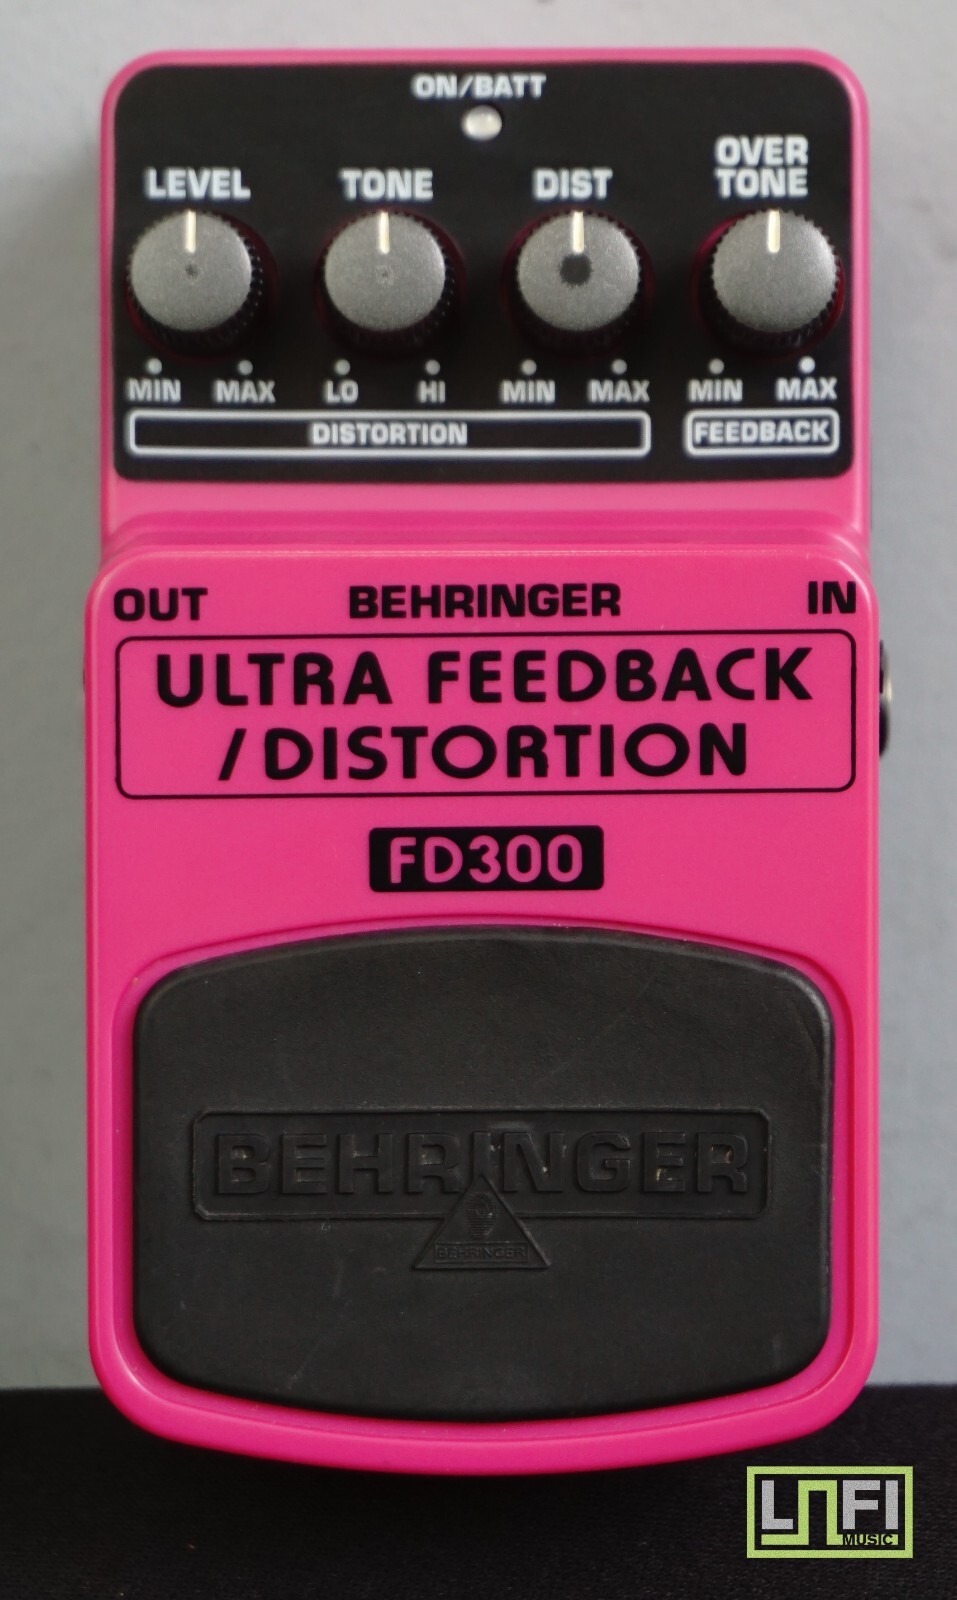 ON/BATT
LEVEL TONE DIST OVER TONE
MIN MAX LO HI MIN MAX MIN MAX
DISTORTION FEEDBACK
OUT BEHRINGER IN
ULTRA FEEDBACK
/DISTORTION
FD300
BEHRINGER
BEHRINGER
LNFI
MUSIC